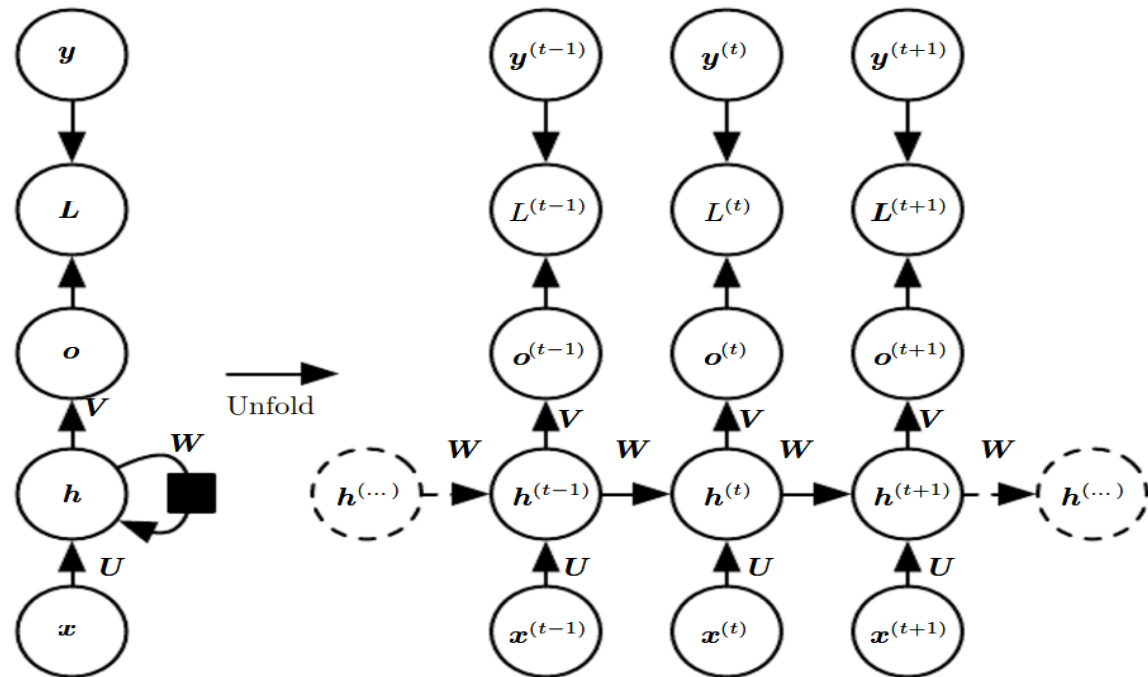 y y^(t−1) y^(t) y^(t+1)
L L^(t−1) L^(t) L^(t+1)
o o^(t−1) o^(t) o^(t+1)
Unfold
V V V V
W W W W W
h h^(...) h^(t−1) h^(t) h^(t+1) h^(...)
U U U U
x x^(t−1) x^(t) x^(t+1)